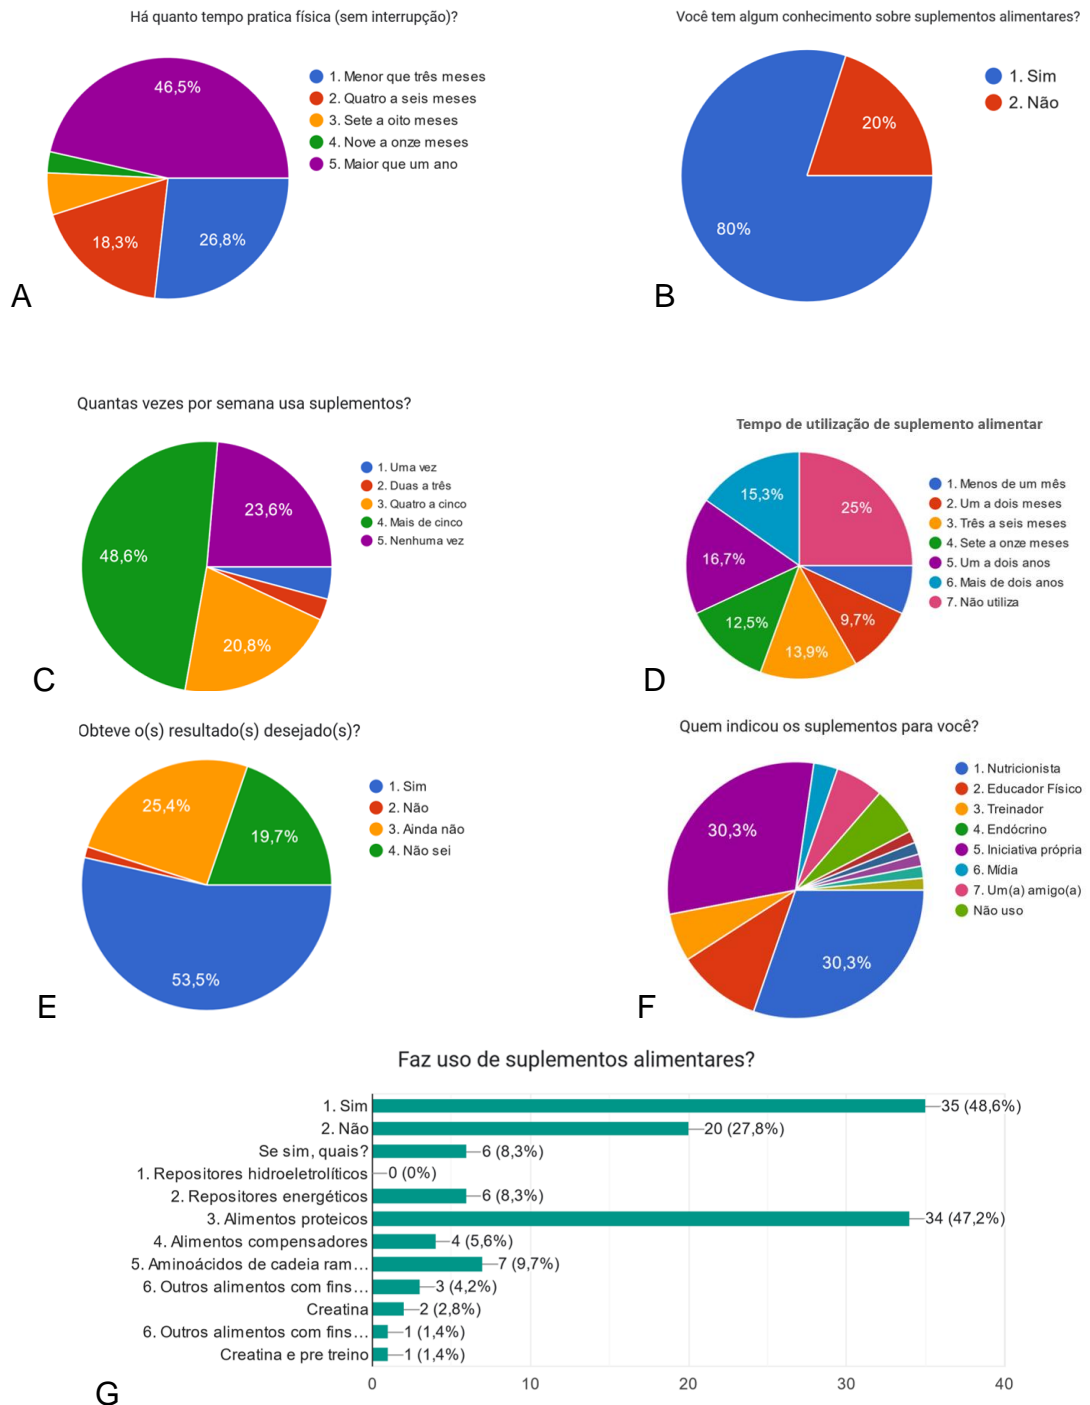 Há quanto tempo pratica física (sem interrupção)?
46,5%
18,3%
26,8%
1. Menor que três meses
2. Quatro a seis meses
3. Sete a oito meses
4. Nove a onze meses
5. Maior que um ano
A
Você tem algum conhecimento sobre suplementos alimentares?
20%
80%
1. Sim
2. Não
B
Quantas vezes por semana usa suplementos?
23,6%
48,6%
20,8%
1. Uma vez
2. Duas a três
3. Quatro a cinco
4. Mais de cinco
5. Nenhuma vez
C
Tempo de utilização de suplemento alimentar
15,3%
25%
16,7%
12,5%
13,9%
9,7%
1. Menos de um mês
2. Um a dois meses
3. Três a seis meses
4. Sete a onze meses
5. Um a dois anos
6. Mais de dois anos
7. Não utiliza
D
Obteve o(s) resultado(s) desejado(s)?
25,4%
19,7%
53,5%
1. Sim
2. Não
3. Ainda não
4. Não sei
E
Quem indicou os suplementos para você?
30,3%
30,3%
1. Nutricionista
2. Educador Físico
3. Treinador
4. Endócrino
5. Iniciativa própria
6. Mídia
7. Um(a) amigo(a)
Não uso
F
Faz uso de suplementos alimentares?
1. Sim 35 (48,6%)
2. Não 20 (27,8%)
Se sim, quais? 6 (8,3%)
1. Repositores hidroeletrolíticos 0 (0%)
2. Repositores energéticos 6 (8,3%)
3. Alimentos proteicos 34 (47,2%)
4. Alimentos compensadores 4 (5,6%)
5. Aminoácidos de cadeia ram… 7 (9,7%)
6. Outros alimentos com fins… 3 (4,2%)
Creatina 2 (2,8%)
6. Outros alimentos com fins… 1 (1,4%)
Creatina e pre treino 1 (1,4%)
0 10 20 30 40
G